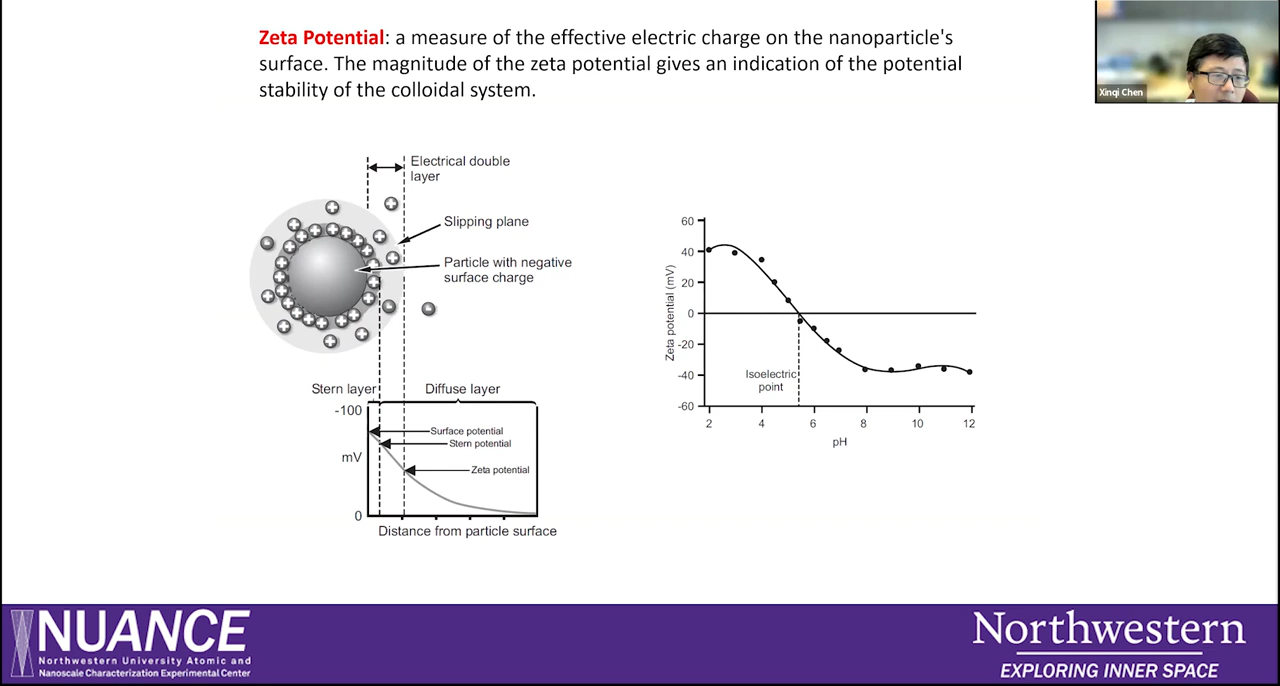 Zeta Potential: a measure of the effective electric charge on the nanoparticle's
surface. The magnitude of the zeta potential gives an indication of the potential
stability of the colloidal system.
Xinqi Chen
Electrical double
layer
Slipping plane
Particle with negative
surface charge
Stern layer
Diffuse layer
-100
mV
0
Surface potential
Stern potential
Zeta potential
Distance from particle surface
60
40
20
0
-20
-40
-60
Zeta potential (mV)
Isoelectric
point
2 4 6 8 10 12
pH
NUANCE
Northwestern University Atomic and
Nanoscale Characterization Experimental Center
Northwestern
EXPLORING INNER SPACE